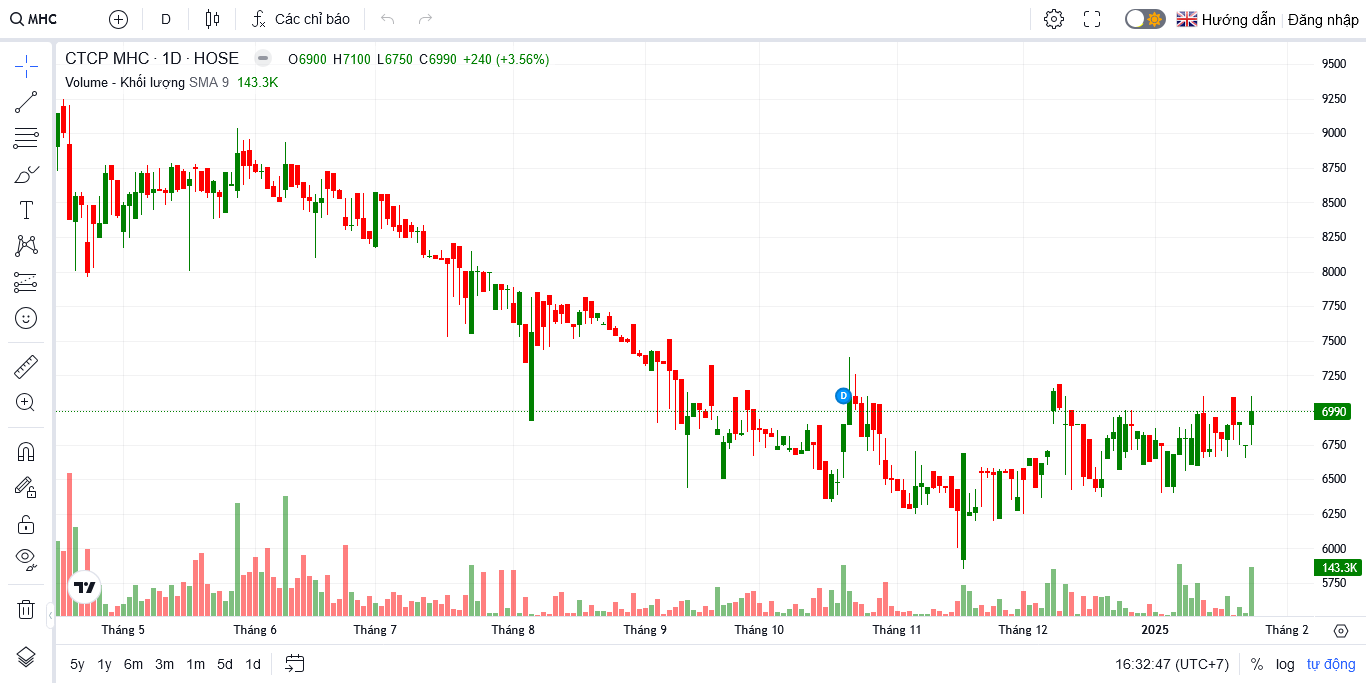 MHC D Các chỉ báo Hướng dẫn Đăng nhập
CTCP MHC · 1D · HOSE O6900 H7100 L6750 C6990 +240 (+3.56%)
Volume - Khối lượng SMA 9 143.3K
9500
9250
9000
8750
8500
8250
8000
7750
7500
7250
D
6990
6750
6500
6250
6000
143.3K
5750
Tháng 5 Tháng 6 Tháng 7 Tháng 8 Tháng 9 Tháng 10 Tháng 11 Tháng 12 2025 Tháng 2
5y 1y 6m 3m 1m 5d 1d 16:32:47 (UTC+7) % log tự động